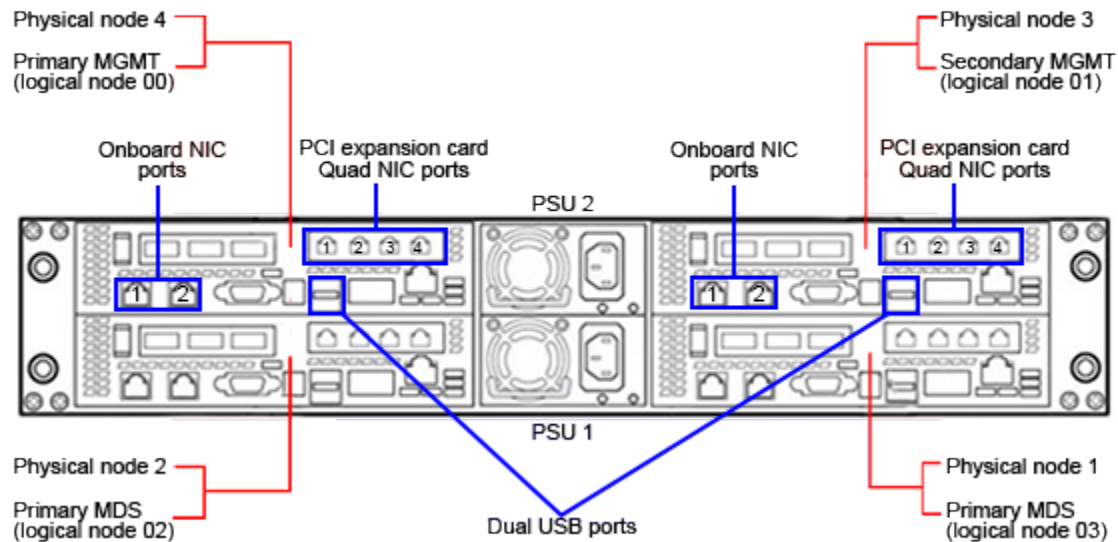 Physical node 4
Primary MGMT
(logical node 00)
Physical node 3
Secondary MGMT
(logical node 01)
Onboard NIC
ports
PCI expansion card
Quad NIC ports
Onboard NIC
ports
PCI expansion card
Quad NIC ports
PSU 2
1 2 3 4
1 2 3 4
1 2
1 2
PSU 1
Physical node 2
Primary MDS
(logical node 02)
Dual USB ports
Physical node 1
Primary MDS
(logical node 03)